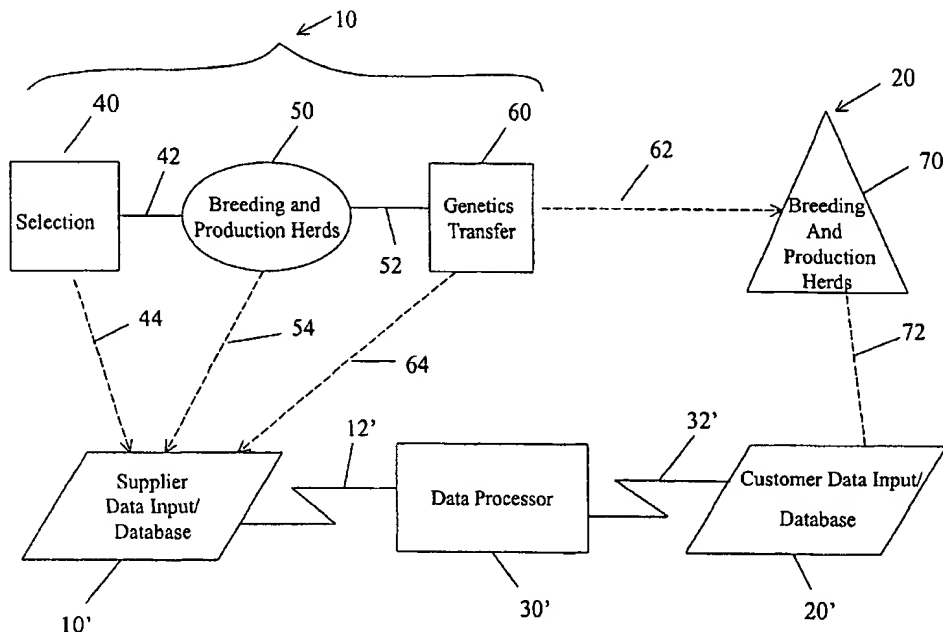 10
40
50
60
20
42
62
70
Selection
Breeding and
Production Herds
Genetics
Transfer
Breeding
And
Production
Herds
52
44
54
64
72
12'
32'
Supplier
Data Input/
Database
Data Processor
Customer Data Input/
Database
10'
30'
20'